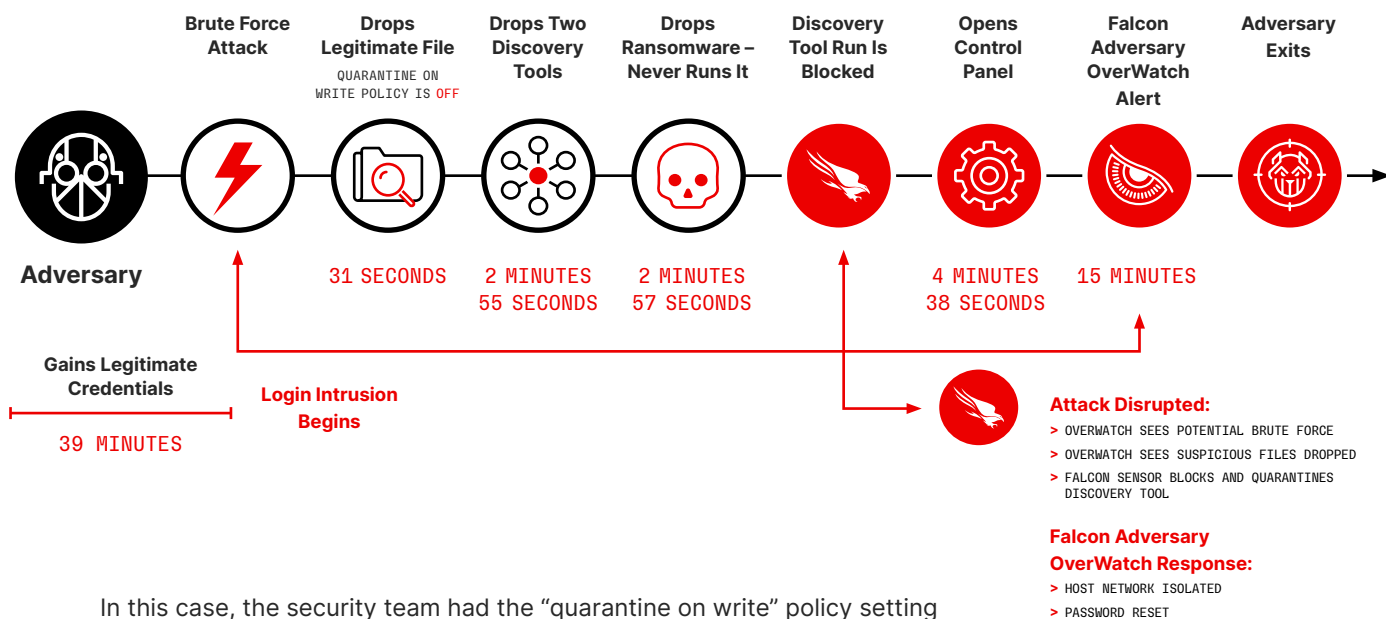 Brute Force
Attack
Drops
Legitimate File
QUARANTINE ON
WRITE POLICY IS OFF
Drops Two
Discovery
Tools
Drops
Ransomware –
Never Runs It
Discovery
Tool Run Is
Blocked
Opens
Control
Panel
Falcon
Adversary
OverWatch
Alert
Adversary
Exits
Adversary
31 SECONDS
2 MINUTES
55 SECONDS
2 MINUTES
57 SECONDS
4 MINUTES
38 SECONDS
15 MINUTES
Gains Legitimate
Credentials
39 MINUTES
Login Intrusion
Begins
Attack Disrupted:
> OVERWATCH SEES POTENTIAL BRUTE FORCE
> OVERWATCH SEES SUSPICIOUS FILES DROPPED
> FALCON SENSOR BLOCKS AND QUARANTINES
DISCOVERY TOOL
Falcon Adversary
OverWatch Response:
> HOST NETWORK ISOLATED
> PASSWORD RESET
In this case, the security team had the “quarantine on write” policy setting